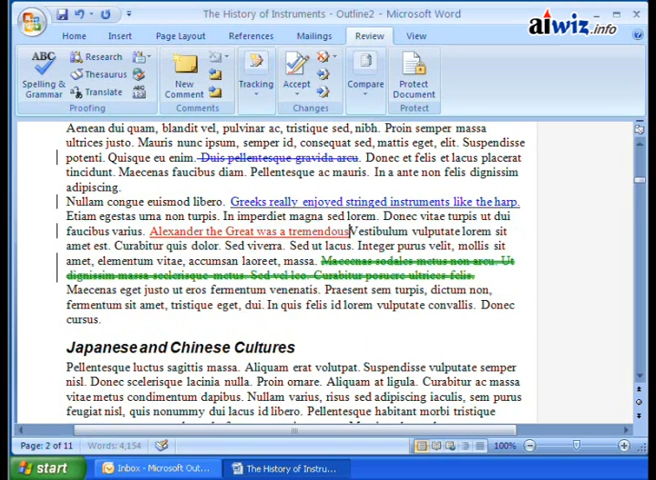 The History of Instruments - Outline2 - Microsoft Word
aiwiz.info
Home Insert Page Layout References Mailings Review View
ABC
Spelling & Grammar
Research
Thesaurus
Translate
Proofing
New Comment
Comments
Tracking
Accept
Changes
Compare
Protect Document
Protect
Aenean dui quam, blandit vel, pulvinar ac, tristique sed, nibh. Proin semper massa
ultrices justo. Mauris nunc ipsum, semper id, consequat sed, mattis eget, elit. Suspendisse
potenti. Quisque eu enim. Duis pellentesque gravida arcu. Donec et felis et lacus placerat
tincidunt. Maecenas faucibus diam. Pellentesque ac mauris. In a ante non felis dignissim
adipiscing.
Nullam congue euismod libero. Greeks really enjoyed stringed instruments like the harp.
Etiam egestas urna non turpis. In imperdiet magna sed lorem. Donec vitae turpis ut dui
faucibus varius. Alexander the Great was a tremendousVestibulum vulputate lorem sit
amet est. Curabitur quis dolor. Sed viverra. Sed ut lacus. Integer purus velit, mollis sit
amet, elementum vitae, accumsan laoreet, massa. Maecenas sodales metus non arcu. Ut
dignissim massa scelerisque metus. Sed vel leo. Curabitur posuere ultrices felis.
Maecenas eget justo ut eros fermentum venenatis. Praesent sem turpis, dictum non,
fermentum sit amet, tristique eget, dui. In quis felis id lorem vulputate convallis. Donec
cursus.
Japanese and Chinese Cultures
Pellentesque luctus sagittis massa. Aliquam erat volutpat. Suspendisse vulputate semper
nisl. Donec scelerisque lacinia nulla. Proin ornare. Aliquam at ligula. Curabitur ac massa
vitae metus condimentum dapibus. Nullam varius, risus sed adipiscing iaculis, sem purus
feugiat nisl, quis nonummy dui lacus id libero. Pellentesque habitant morbi tristique
Page: 2 of 11 Words: 4,154 100%
start Inbox - Microsoft Out... The History of Instru...